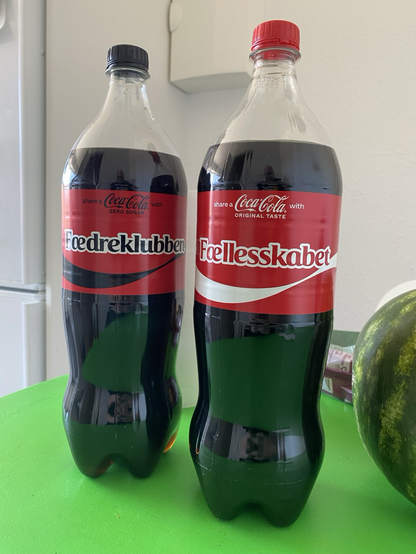 share a Coca-Cola with
ZERO SUGAR
Fædreklubben
share a Coca-Cola with
ORIGINAL TASTE
Fællesskabet